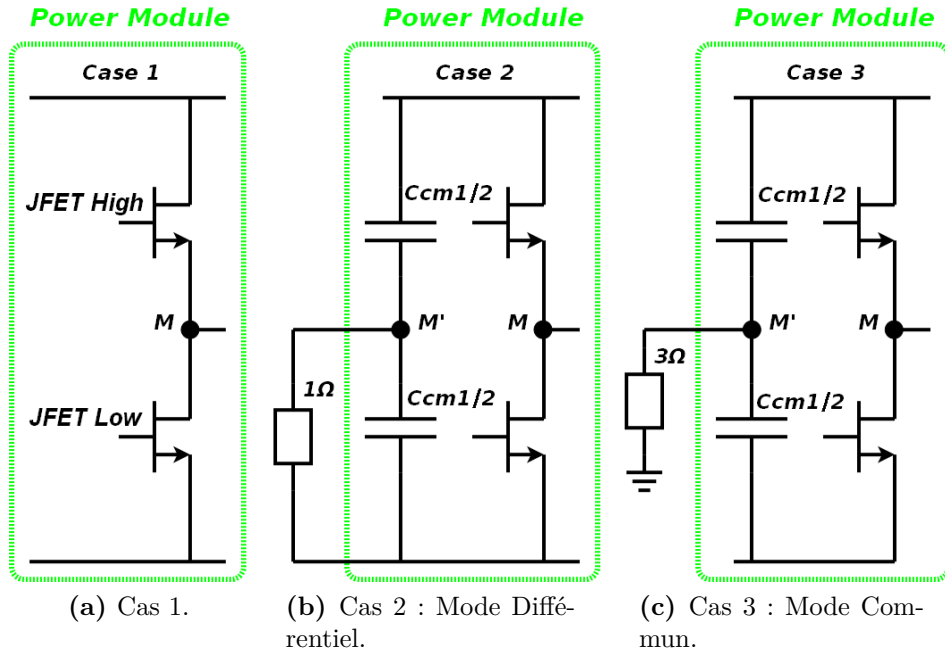 Power Module
Case 1
JFET High
M
JFET Low
(a) Cas 1.
Power Module
Case 2
Ccm1/2
M'
M
1Ω
Ccm1/2
(b) Cas 2 : Mode Diffé-
rentiel.
Power Module
Case 3
Ccm1/2
M'
M
3Ω
Ccm1/2
(c) Cas 3 : Mode Com-
mun.